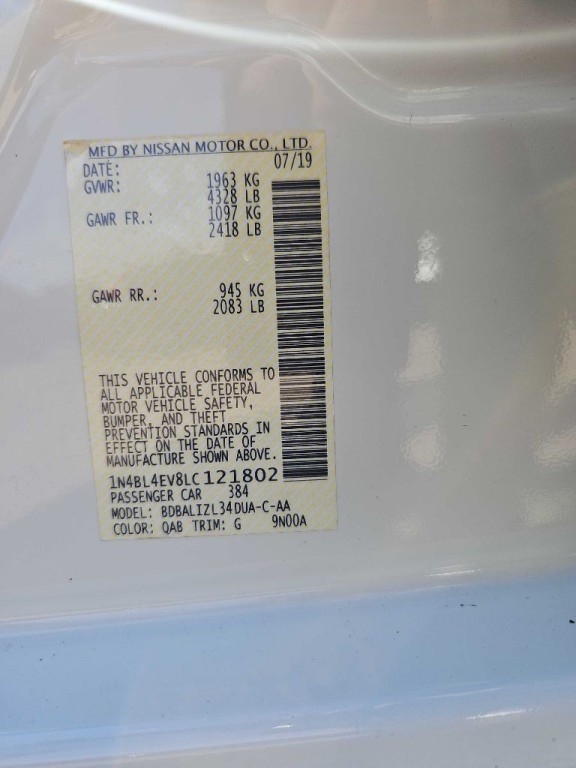 MFD BY NISSAN MOTOR CO., LTD.
DATE: 07/19
GVWR: 1963 KG
4328 LB
GAWR FR.: 1097 KG
2418 LB
GAWR RR.: 945 KG
2083 LB
THIS VEHICLE CONFORMS TO
ALL APPLICABLE FEDERAL
MOTOR VEHICLE SAFETY,
BUMPER, AND THEFT
PREVENTION STANDARDS IN
EFFECT ON THE DATE OF
MANUFACTURE SHOWN ABOVE.
1N4BL4EV8LC121802
PASSENGER CAR 384
MODEL: BDBALIZL34DUA-C-AA
COLOR: QAB TRIM: G 9N00A